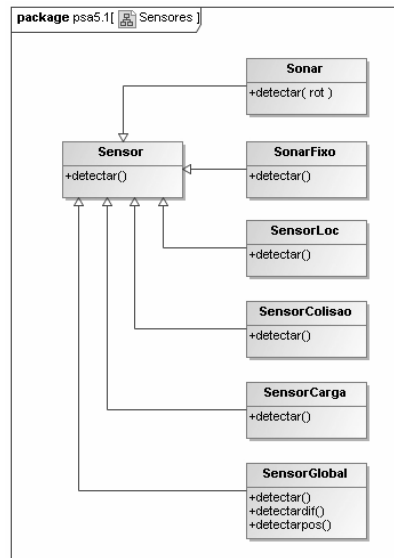 package psa5.1[ Sensores ]
Sonar
+detectar( rot )
Sensor
+detectar()
SonarFixo
+detectar()
SensorLoc
+detectar()
SensorColisao
+detectar()
SensorCarga
+detectar()
SensorGlobal
+detectar()
+detectardif()
+detectarpos()